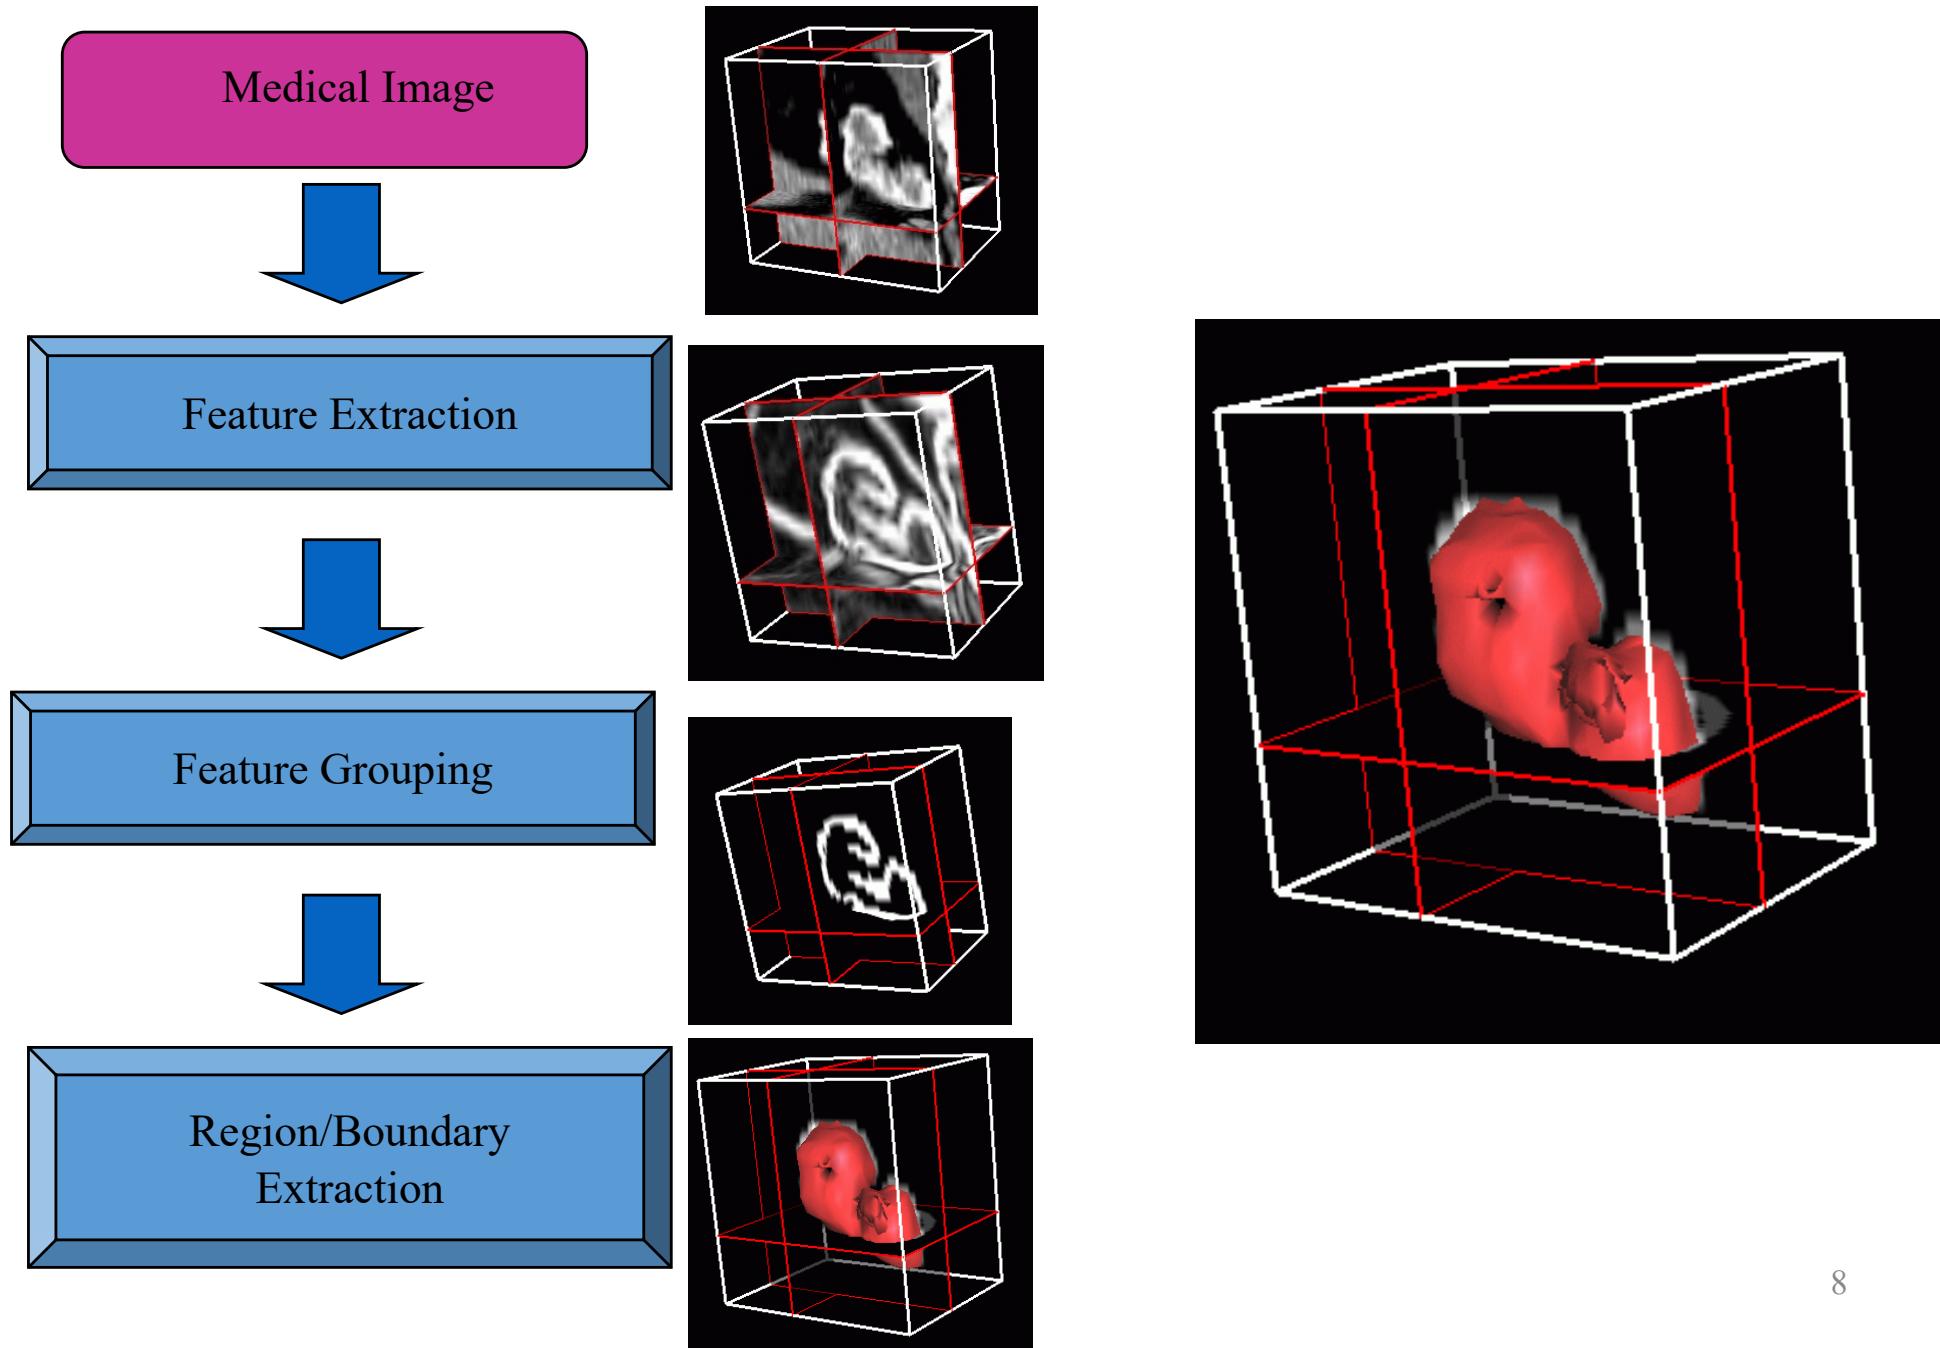 Medical Image
Feature Extraction
Feature Grouping
Region/Boundary
Extraction
8